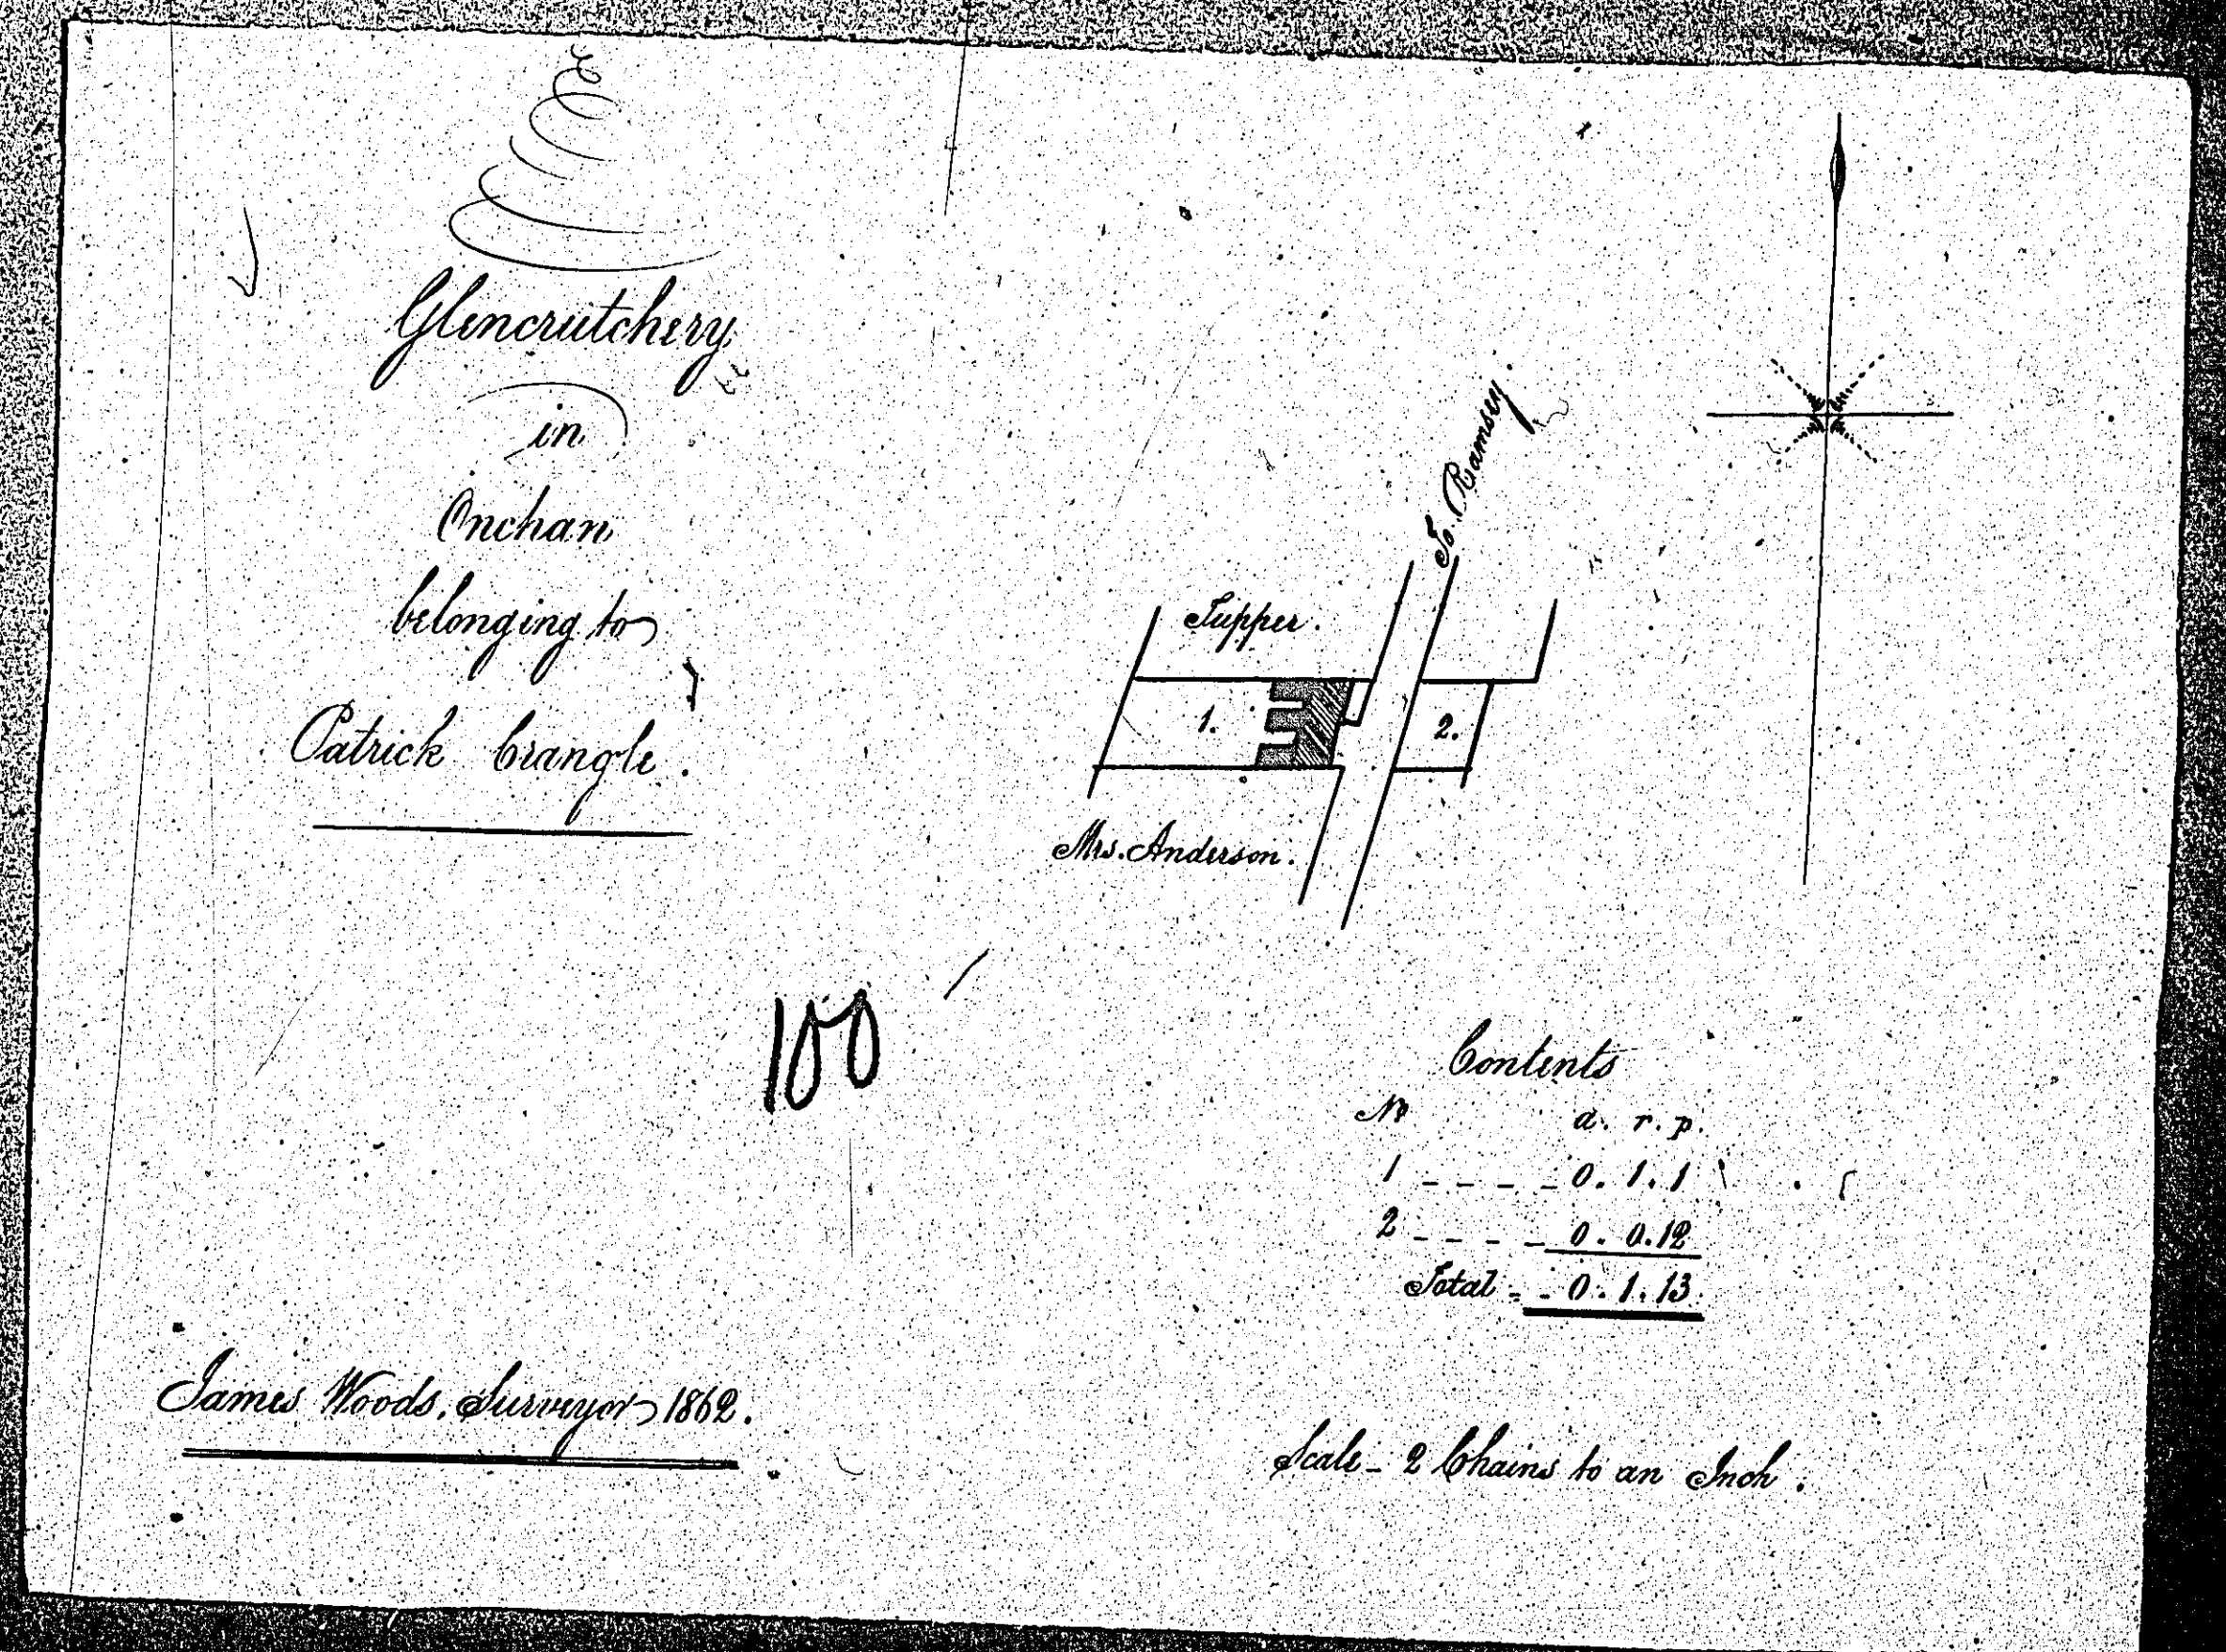 Glencrutchery
in
Onchan
belonging to
Patrick Crangle.
To Ramsey.
Tupper.
1.
2.
Mrs. Anderson.
100
Contents
No a. r. p.
1 - - - - 0. 1. 1
2 - - - - 0. 0. 12
Total - - 0. 1. 13.
James Woods. Surveyor 1862.
Scale - 2 Chains to an Inch.